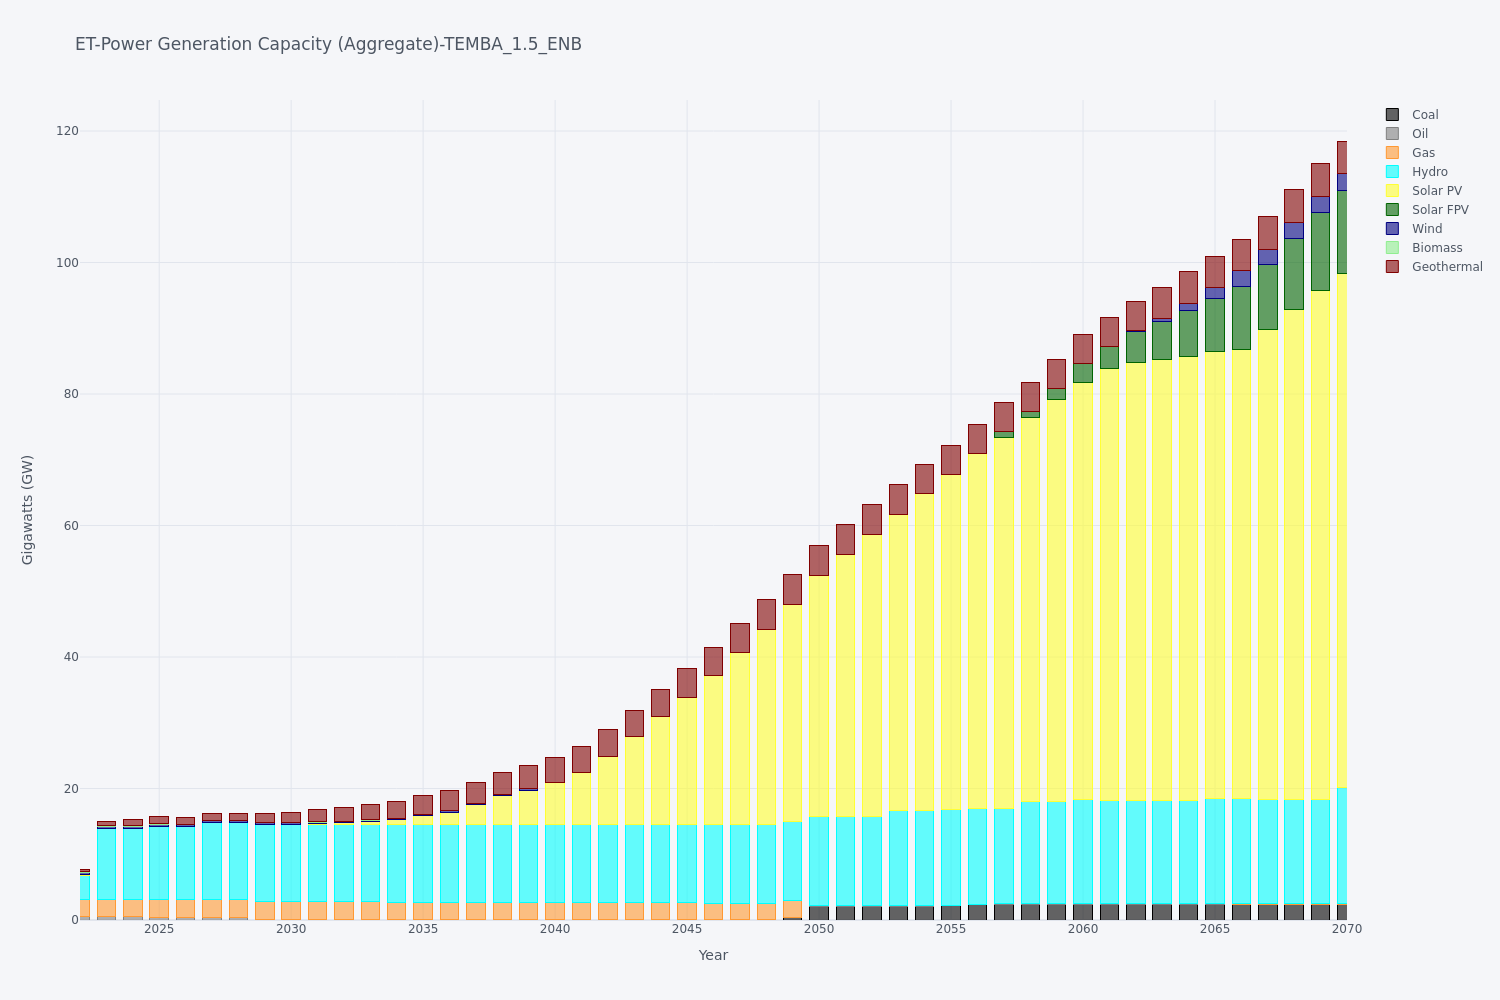 ET-Power Generation Capacity (Aggregate)-TEMBA_1.5_ENB
120
100
80
60
40
20
0
Gigawatts (GW)
2025
2030
2035
2040
2045
2050
2055
2060
2065
2070
Year
Coal
Oil
Gas
Hydro
Solar PV
Solar FPV
Wind
Biomass
Geothermal